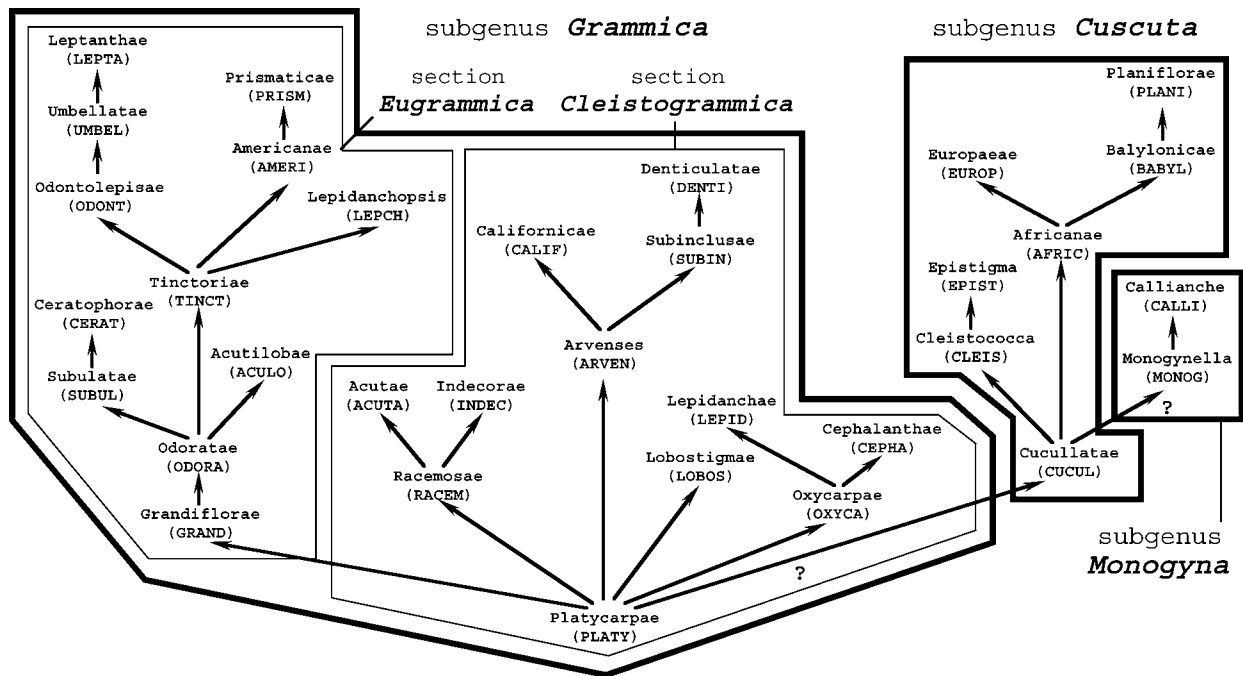 subgenus Grammica
subgenus Cuscuta
section
Eugrammica
section
Cleistogrammica
Leptanthae
(LEPTA)
Umbellatae
(UMBEL)
Odontolepisae
(ODONT)
Prismaticae
(PRISM)
Americanae
(AMERI)
Lepidanchopsis
(LEPCH)
Tinctoriae
(TINCT)
Ceratophorae
(CERAT)
Subulatae
(SUBUL)
Acutilobae
(ACULO)
Odoratae
(ODORA)
Grandiflorae
(GRAND)
Denticulatae
(DENTI)
Californicae
(CALIF)
Subinclusae
(SUBIN)
Arvenses
(ARVEN)
Acutae
(ACUTA)
Indecorae
(INDEC)
Racemosae
(RACEM)
Lepidanchae
(LEPID)
Cephalanthae
(CEPHA)
Lobostigmae
(LOBOS)
Oxycarpae
(OXYCA)
?
Platycarpae
(PLATY)
Planiflorae
(PLANI)
Europaeae
(EUROP)
Balylonicae
(BABYL)
Africanae
(AFRIC)
Epistigma
(EPIST)
Cleistococca
(CLEIS)
Callianche
(CALLI)
Monogynella
(MONOG)
?
Cucullatae
(CUCUL)
subgenus
Monogyna